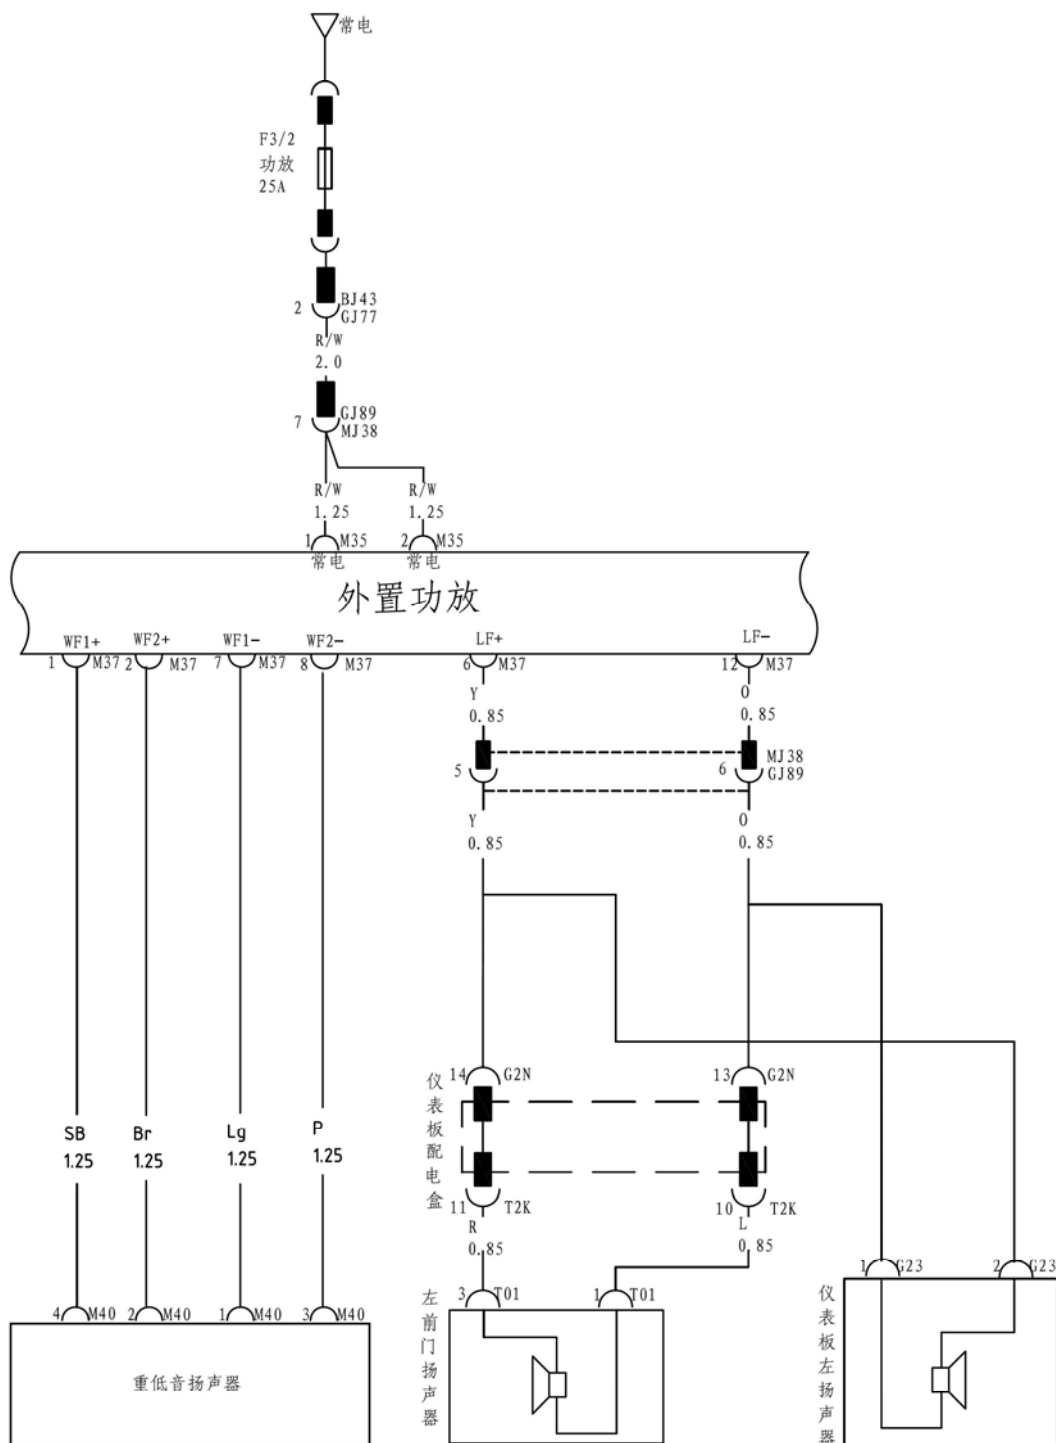 常电
F3/2
功放
25A
2
BJ43
GJ77
R/W
2.0
7
GJ89
MJ38
R/W
1.25
R/W
1.25
1
M35
2
M35
常电
常电
外置功放
WF1+
WF2+
WF1-
WF2-
LF+
LF-
1
M37
2
M37
7
M37
8
M37
6
M37
12
M37
Y
0.85
O
0.85
5
6
MJ38
GJ89
Y
0.85
O
0.85
仪表板配电盒
14
G2N
13
G2N
SB
1.25
Br
1.25
Lg
1.25
P
1.25
11
T2K
10
T2K
R
0.85
L
0.85
1
G23
2
G23
4
M40
2
M40
1
M40
3
M40
3
T01
1
T01
重低音扬声器
左前门扬声器
仪表板左扬声器